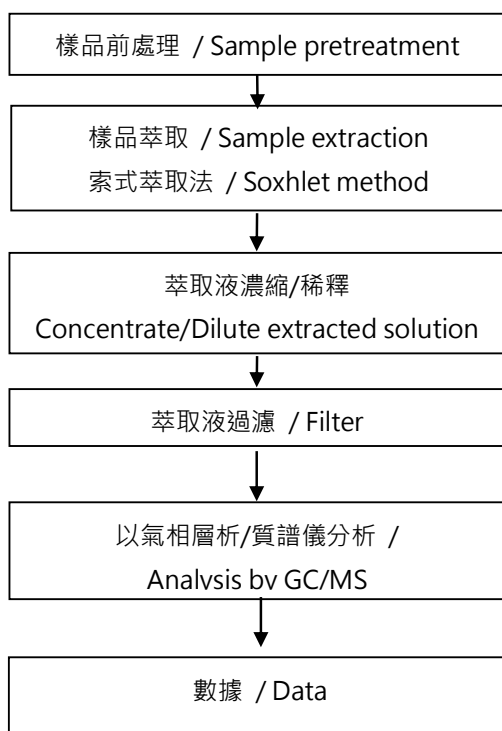 樣品前處理 / Sample pretreatment
樣品萃取 / Sample extraction
索式萃取法 / Soxhlet method
萃取液濃縮/稀釋
Concentrate/Dilute extracted solution
萃取液過濾 / Filter
以氣相層析/質譜儀分析 /
Analysis by GC/MS
數據 / Data